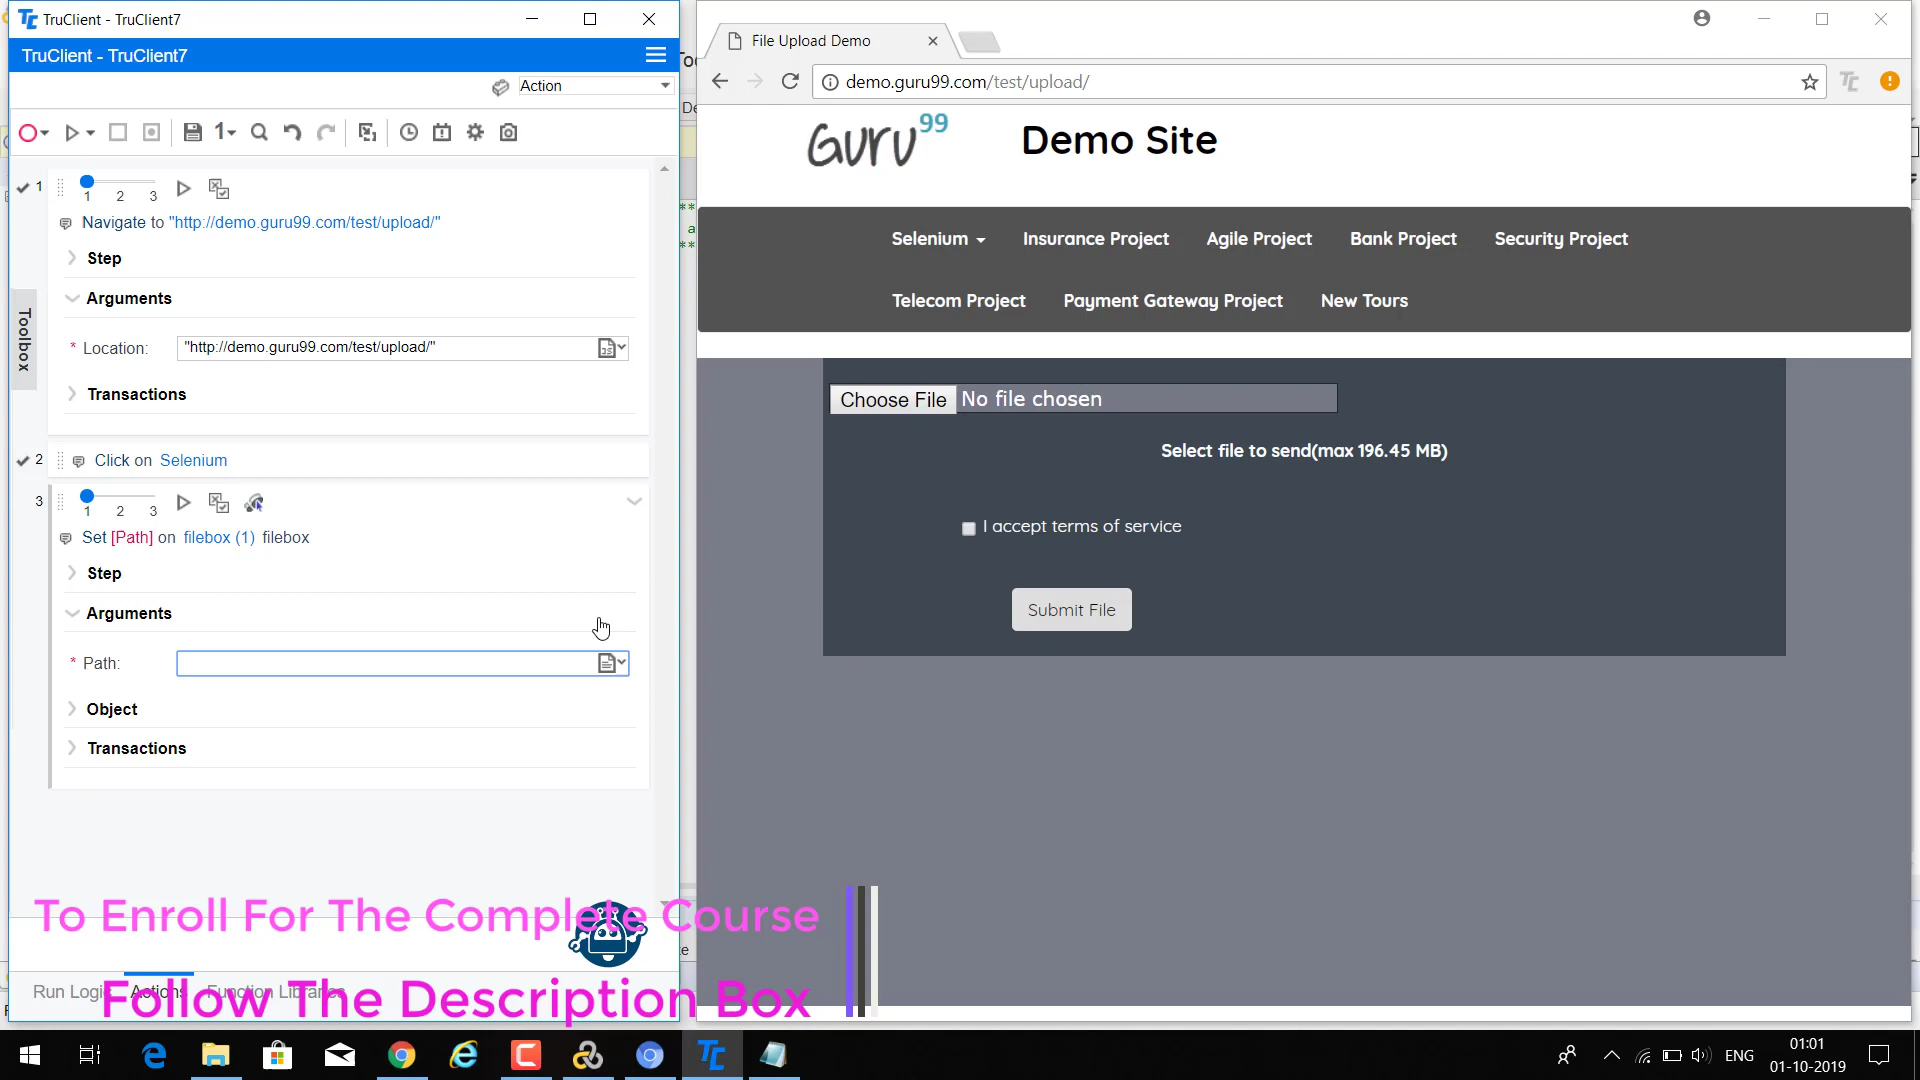 TruClient - TruClient7
TruClient - TruClient7
Action
1
1
1 2 3
Navigate to "http://demo.guru99.com/test/upload/"
Step
Arguments
* Location: "http://demo.guru99.com/test/upload/"
JS
Transactions
Toolbox
2 Click on Selenium
3
1 2 3
Set [Path] on filebox (1) filebox
Step
Arguments
* Path:
Object
Transactions
Run Logic Actions Function Libraries
File Upload Demo
demo.guru99.com/test/upload/
TC
Guru99
Demo Site
Selenium Insurance Project Agile Project Bank Project Security Project
Telecom Project Payment Gateway Project New Tours
Choose File No file chosen
Select file to send(max 196.45 MB)
I accept terms of service
Submit File
To Enroll For The Complete Course
Follow The Description Box
TC
ENG
01:01
01-10-2019